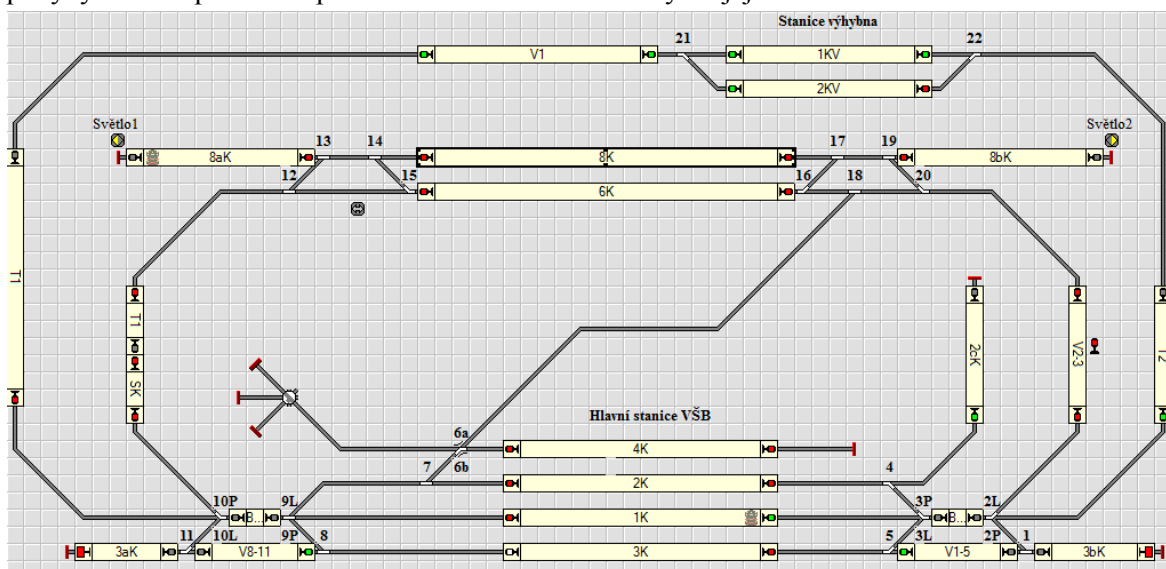 Stanice výhybna
21
22
V1
1KV
2KV
Světlo1
Světlo2
13
14
17
19
8aK
8K
8bK
12
15
16
18
20
6K
T1
T1
SK
2cK
V2-3
T2
Hlavní stanice VŠB
6a
4K
7
6b
4
2K
10P
9L
3P
2L
B...
1K
B...
11
10L
9P
8
5
3L
2P
1
3aK
V8-11
3K
V1-5
3bK